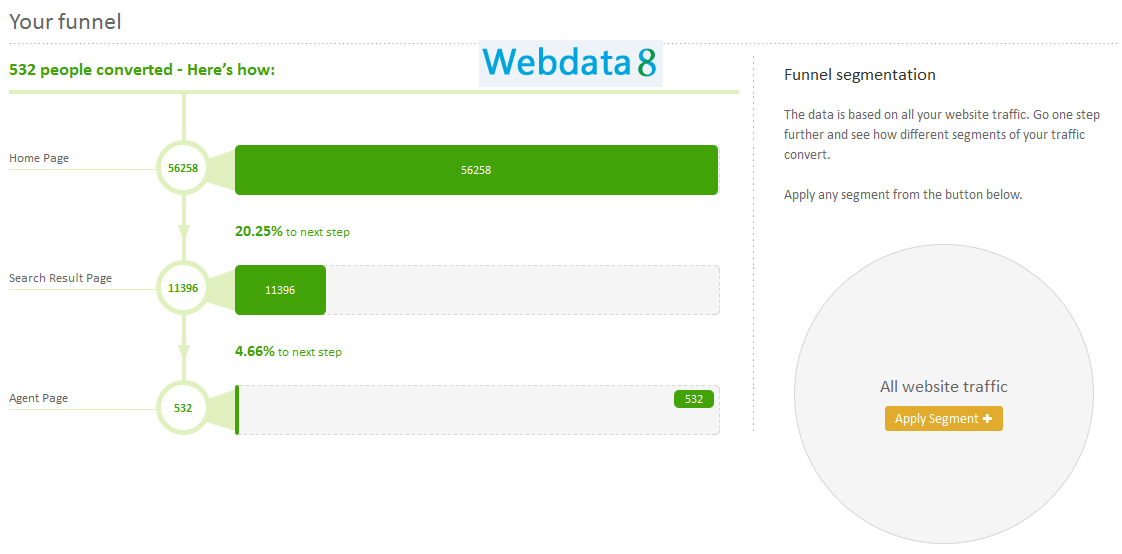 Your funnel
Webdata8
532 people converted - Here's how:
Home Page
56258
56258
20.25% to next step
Search Result Page
11396
11396
4.66% to next step
Agent Page
532
532
Funnel segmentation
The data is based on all your website traffic. Go one step
further and see how different segments of your traffic
convert.
Apply any segment from the button below.
All website traffic
Apply Segment +